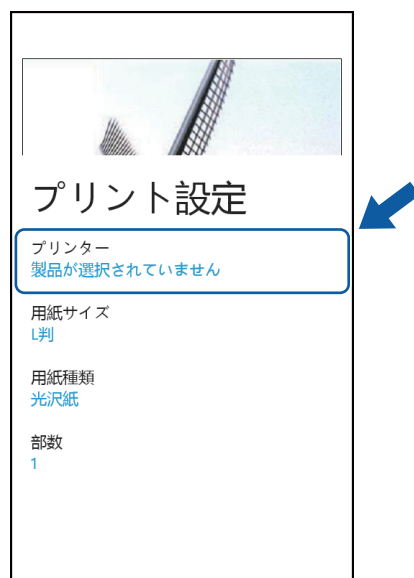 プリント設定
プリンター
製品が選択されていません
用紙サイズ
L判
用紙種類
光沢紙
部数
1